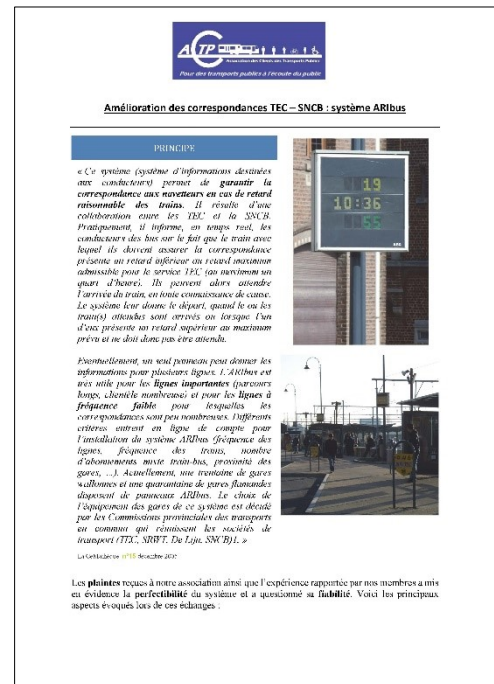 ACTP
Association des Clients des Transports Publics
Pour des transports publics à l'écoute du public
Amélioration des correspondances TEC – SNCB : système ARIbus
PRINCIPE
« Ce système (système d'informations destinées
aux conducteurs) permet de garantir la
correspondance aux navetteurs en cas de retard
raisonnable des trains. Il résulte d'une
collaboration entre les TEC et la SNCB.
Pratiquement, il informe, en temps réel, les
conducteurs des bus sur le fait que le train avec
lequel ils doivent assurer la correspondance
présente un retard inférieur au retard maximum
admissible pour le service TEC (au maximum un
quart d'heure). Ils peuvent alors attendre
l'arrivée du train, en toute connaissance de cause.
Le système leur donne le départ, quand le ou les
train(s) attendus sont arrivés ou lorsque l'un
d'eux présente un retard supérieur au maximum
prévu et ne doit donc pas être attendu.
Eventuellement, un seul panneau peut donner les
informations pour plusieurs lignes. L'ARIbus est
très utile pour les lignes importantes (parcours
longs, clientèle nombreuse) et pour les lignes à
fréquence faible pour lesquelles les
correspondances sont peu nombreuses. Différents
critères entrent en ligne de compte pour
l'installation du système ARIbus (fréquence des
lignes, fréquence des trains, nombre
d'abonnements mixte train-bus, proximité des
gares, ...). Actuellement, une trentaine de gares
wallonnes et une quarantaine de gares flamandes
disposent de panneaux ARIbus. Le choix de
l'équipement des gares de ce système est décidé
par les Commissions provinciales des transports
en commun qui réunissent les sociétés de
transport (TEC, SRWT, De Lijn, SNCB)1. »
n°18 décembre
19
10:36
55
Les plaintes reçues à notre association ainsi que l'expérience rapportée par nos membres a mis
en évidence la perfectibilité du système et a questionné sa fiabilité. Voici les principaux
aspects évoqués lors de ces échanges :